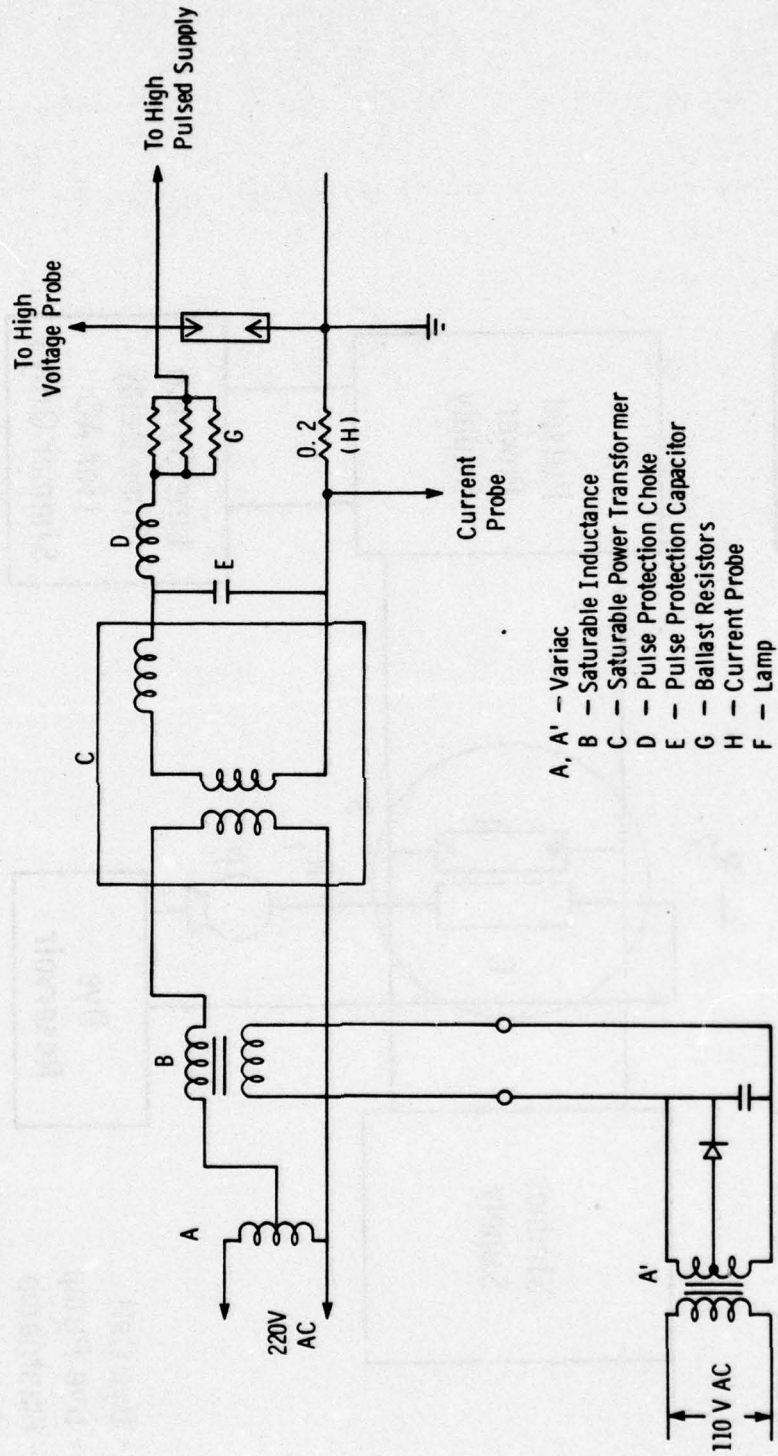 To High
Voltage Probe
To High
Pulsed Supply
D
G
E
0.2
(H)
Current
Probe
C
B
A
220V
AC
A'
110 V AC
A, A' – Variac
B – Saturable Inductance
C – Saturable Power Transformer
D – Pulse Protection Choke
E – Pulse Protection Capacitor
G – Ballast Resistors
H – Current Probe
F – Lamp